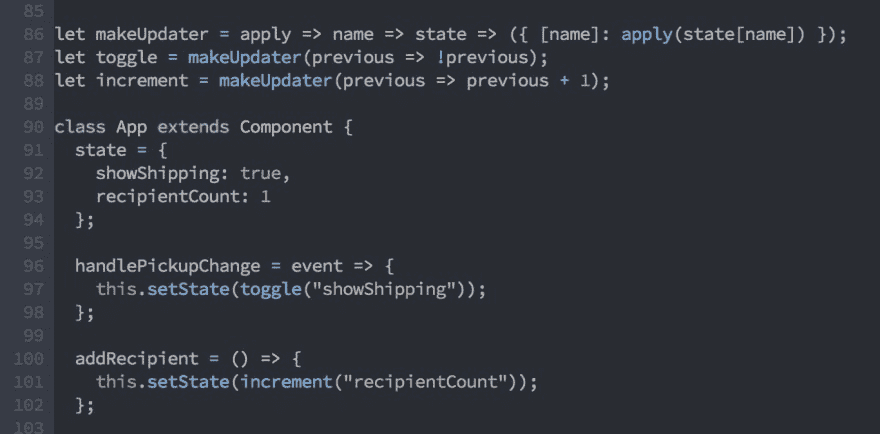 85
86 let makeUpdater = apply => name => state => ({ [name]: apply(state[name]) });
87 let toggle = makeUpdater(previous => !previous);
88 let increment = makeUpdater(previous => previous + 1);
89
90 class App extends Component {
91   state = {
92     showShipping: true,
93     recipientCount: 1
94   };
95
96   handlePickupChange = event => {
97     this.setState(toggle("showShipping"));
98   };
99
100   addRecipient = () => {
101     this.setState(increment("recipientCount"));
102   };
103